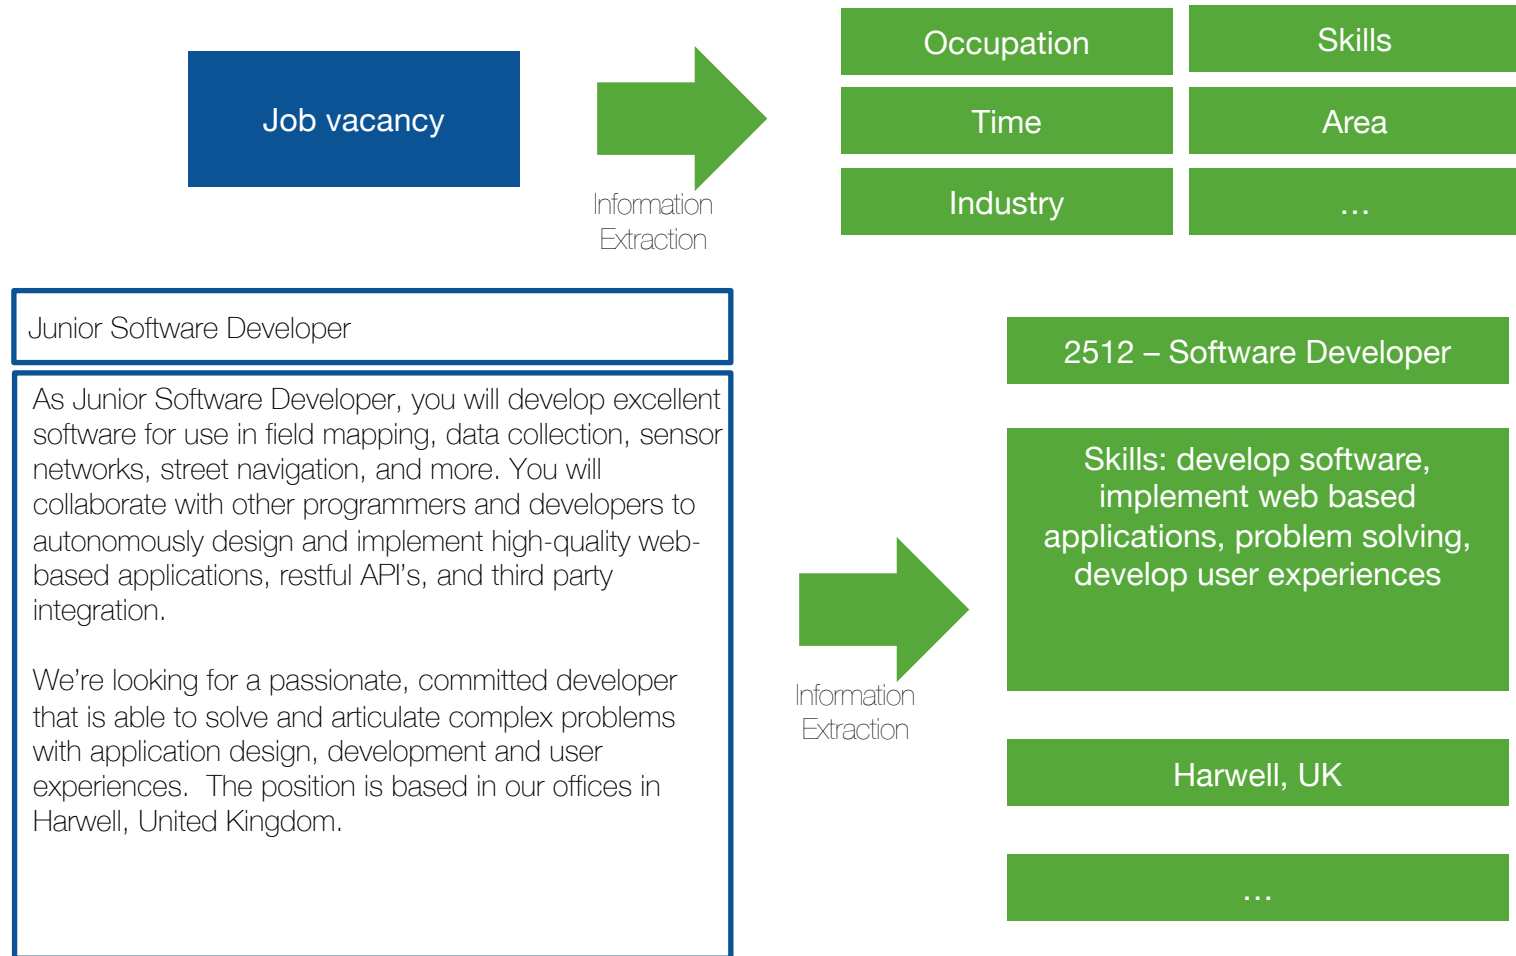 Job vacancy
Information
Extraction
Occupation
Skills
Time
Area
Industry
…
Junior Software Developer
As Junior Software Developer, you will develop excellent
software for use in field mapping, data collection, sensor
networks, street navigation, and more. You will
collaborate with other programmers and developers to
autonomously design and implement high-quality web-
based applications, restful API’s, and third party
integration.
We’re looking for a passionate, committed developer
that is able to solve and articulate complex problems
with application design, development and user
experiences.  The position is based in our offices in
Harwell, United Kingdom.
Information
Extraction
2512 – Software Developer
Skills: develop software,
implement web based
applications, problem solving,
develop user experiences
Harwell, UK
…